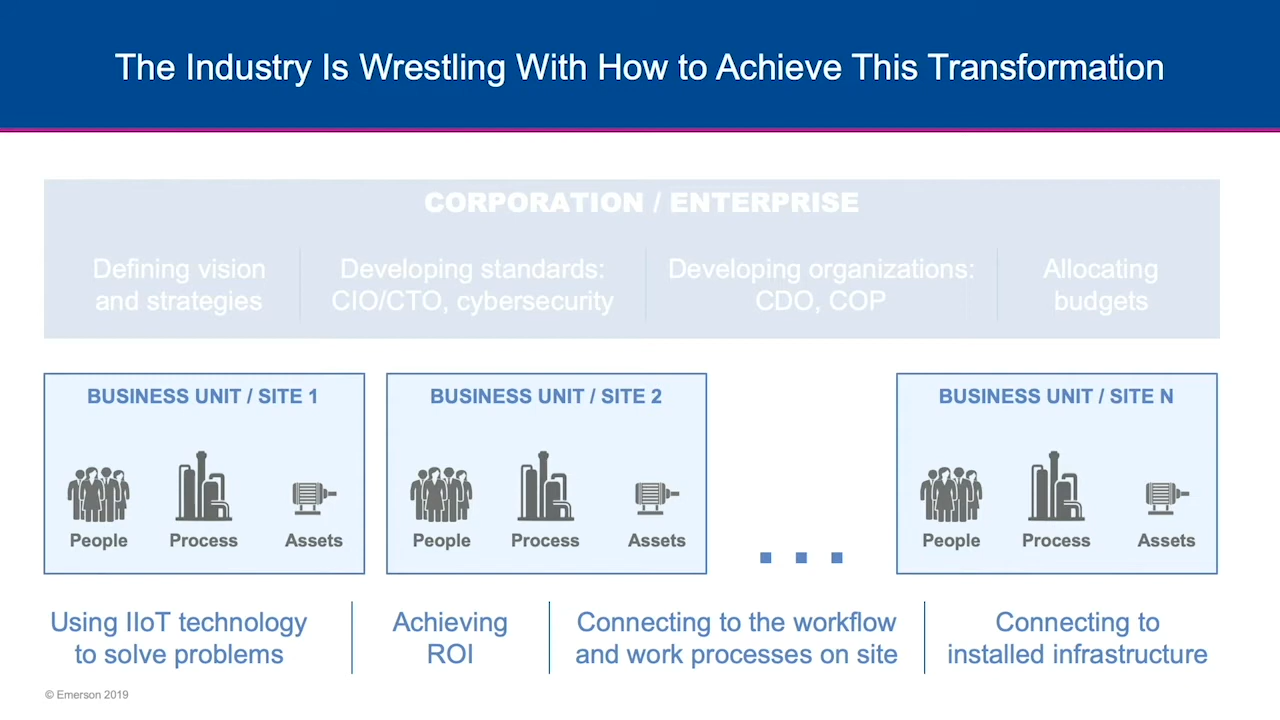 The Industry Is Wrestling With How to Achieve This Transformation
CORPORATION / ENTERPRISE
Defining vision
and strategies
Developing standards:
CIO/CTO, cybersecurity
Developing organizations:
CDO, COP
Allocating
budgets
BUSINESS UNIT / SITE 1
People
Process
Assets
BUSINESS UNIT / SITE 2
People
Process
Assets
BUSINESS UNIT / SITE N
People
Process
Assets
Using IIoT technology
to solve problems
Achieving
ROI
Connecting to the workflow
and work processes on site
Connecting to
installed infrastructure
© Emerson 2019